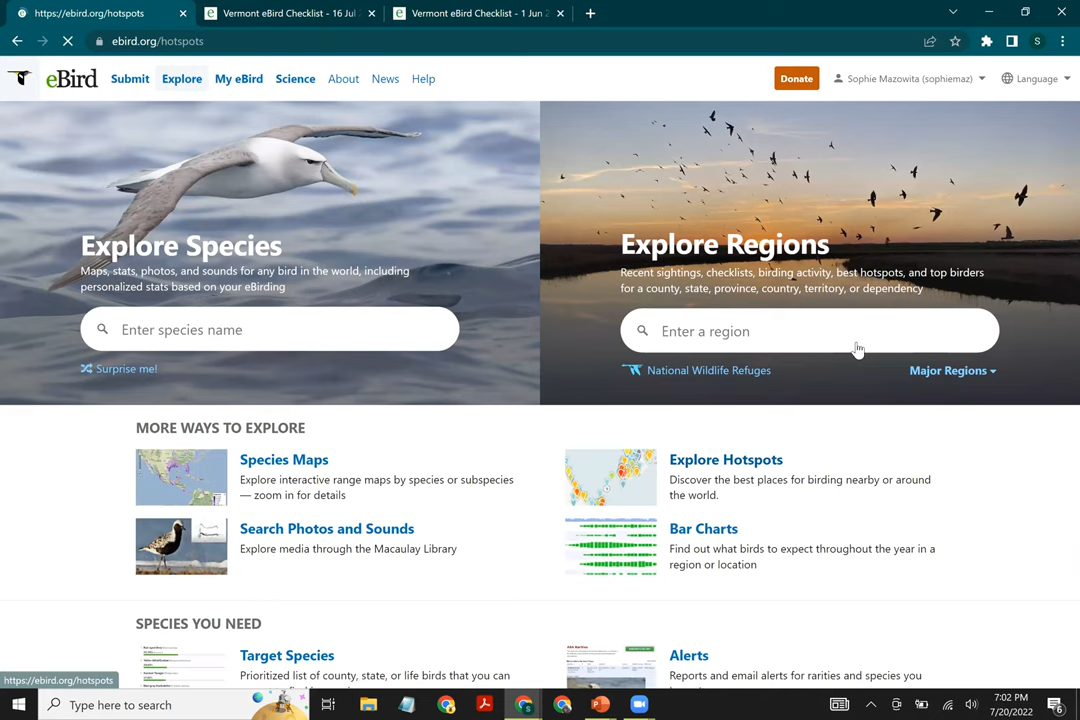 https://ebird.org/hotspots
Vermont eBird Checklist - 16 Jul
Vermont eBird Checklist - 1 Jun 2
ebird.org/hotspots
S
eBird
Submit
Explore
My eBird
Science
About
News
Help
Donate
Sophie Mazowita (sophiemaz)
Language
Explore Species
Maps, stats, photos, and sounds for any bird in the world, including
personalized stats based on your eBirding
Enter species name
Surprise me!
Explore Regions
Recent sightings, checklists, birding activity, best hotspots, and top birders
for a county, state, province, country, territory, or dependency
Enter a region
National Wildlife Refuges
Major Regions
MORE WAYS TO EXPLORE
Species Maps
Explore interactive range maps by species or subspecies
— zoom in for details
Explore Hotspots
Discover the best places for birding nearby or around
the world.
Search Photos and Sounds
Explore media through the Macaulay Library
Bar Charts
Find out what birds to expect throughout the year in a
region or location
SPECIES YOU NEED
Target Species
Prioritized list of county, state, or life birds that you can
Alerts
Reports and email alerts for rarities and species you
https://ebird.org/hotspots
Type here to search
7:02 PM
7/20/2022
6